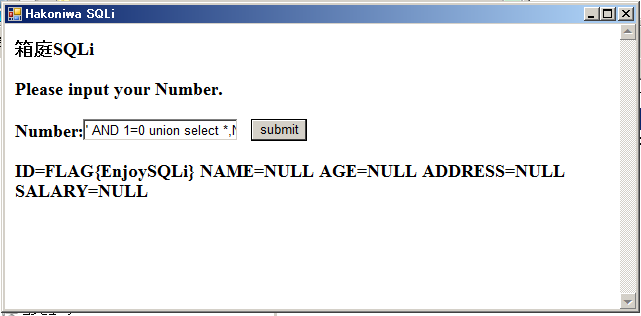 Hakoniwa SQLi
箱庭SQLi
Please input your Number.
Number:' AND 1=0 union select *,N submit
ID=FLAG{EnjoySQLi} NAME=NULL AGE=NULL ADDRESS=NULL
SALARY=NULL